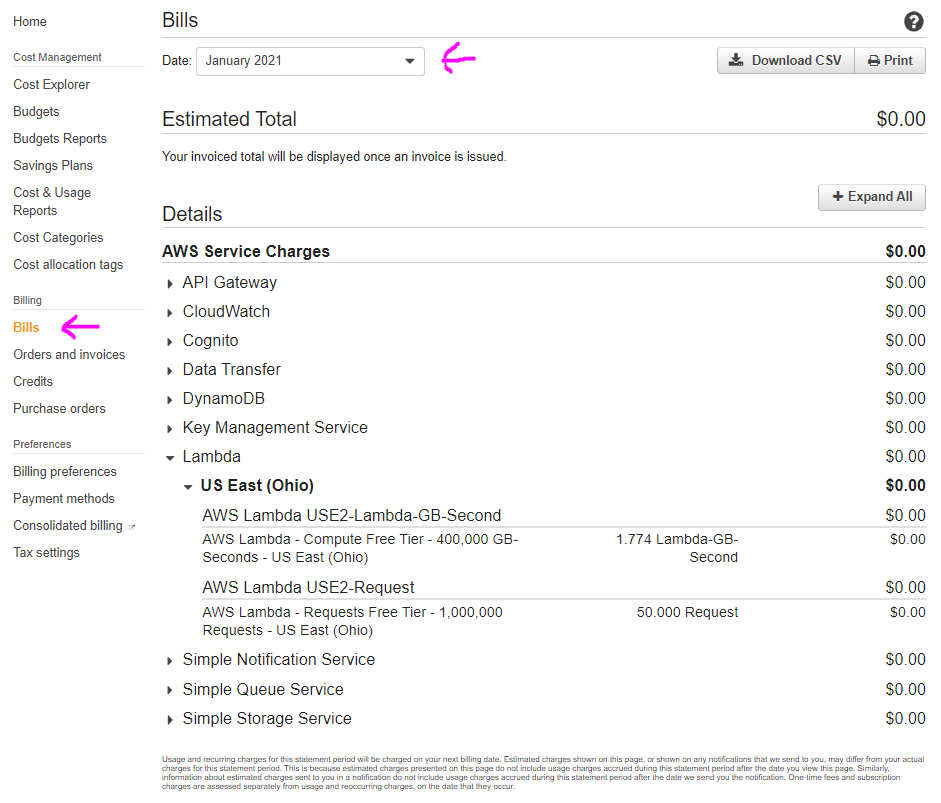 Home
Cost Management
Cost Explorer
Budgets
Budgets Reports
Savings Plans
Cost & Usage
Reports
Cost Categories
Cost allocation tags
Billing
Bills
Orders and invoices
Credits
Purchase orders
Preferences
Billing preferences
Payment methods
Consolidated billing
Tax settings
Bills
?
Date: January 2021
Download CSV Print
Estimated Total $0.00
Your invoiced total will be displayed once an invoice is issued.
+ Expand All
Details
AWS Service Charges $0.00
API Gateway $0.00
CloudWatch $0.00
Cognito $0.00
Data Transfer $0.00
DynamoDB $0.00
Key Management Service $0.00
Lambda $0.00
US East (Ohio) $0.00
AWS Lambda USE2-Lambda-GB-Second $0.00
AWS Lambda - Compute Free Tier - 400,000 GB- 1.774 Lambda-GB- $0.00
Seconds - US East (Ohio) Second
AWS Lambda USE2-Request $0.00
AWS Lambda - Requests Free Tier - 1,000,000 50.000 Request $0.00
Requests - US East (Ohio)
Simple Notification Service $0.00
Simple Queue Service $0.00
Simple Storage Service $0.00
Usage and recurring charges for this statement period will be charged on your next billing date. Estimated charges shown on this page, or shown on any notifications that we send to you, may differ from your actual
charges for this statement period. This is because estimated charges presented on this page do not include usage charges accrued during this statement period after the date you view this page. Similarly,
information about estimated charges sent to you in a notification do not include usage charges accrued during this statement period after the date we send you the notification. One-time fees and subscription
charges are assessed separately from usage and reoccurring charges, on the date that they occur.